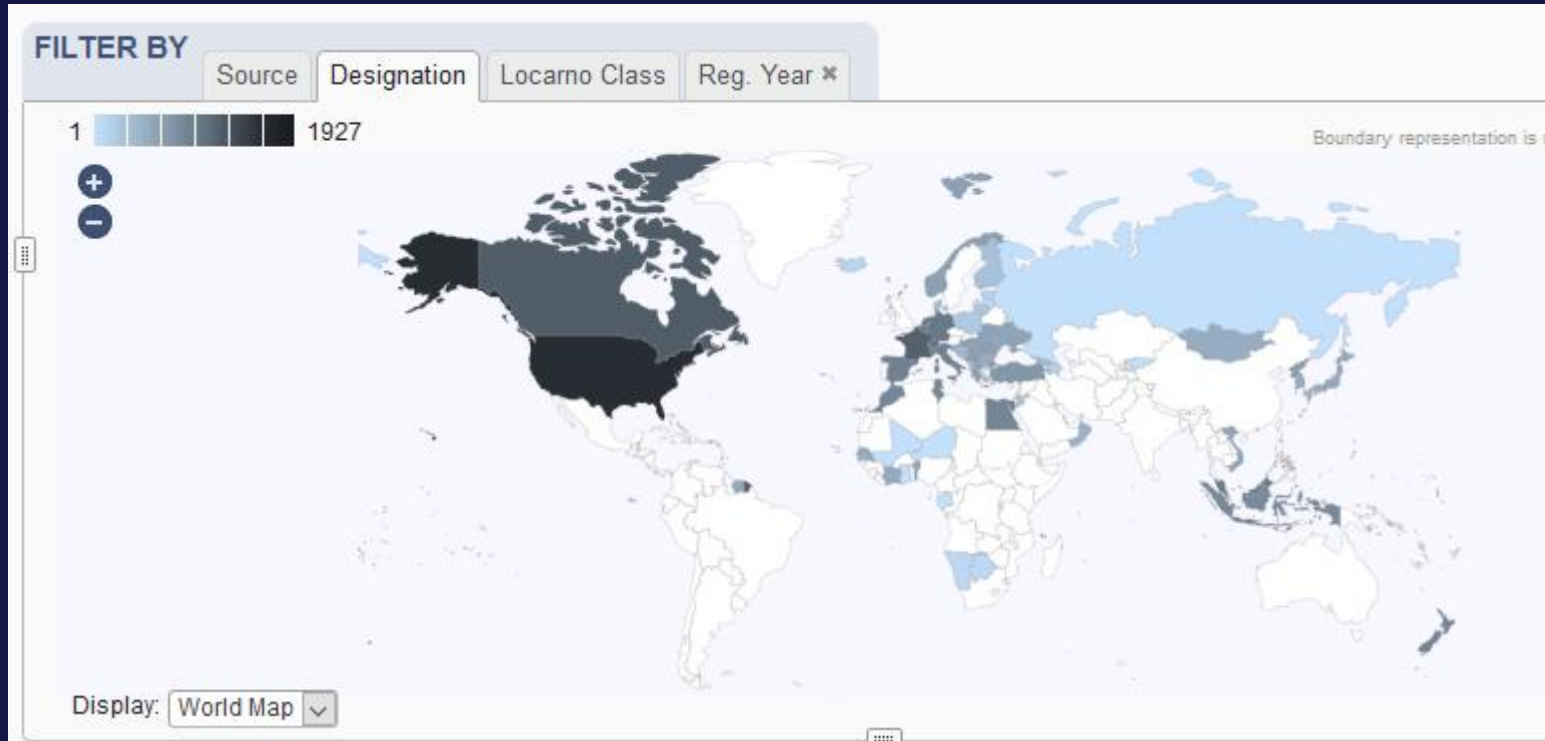 FILTER BY
Source Designation Locarno Class Reg. Year ×
1 1927
Boundary representation is
+
−
Display: World Map